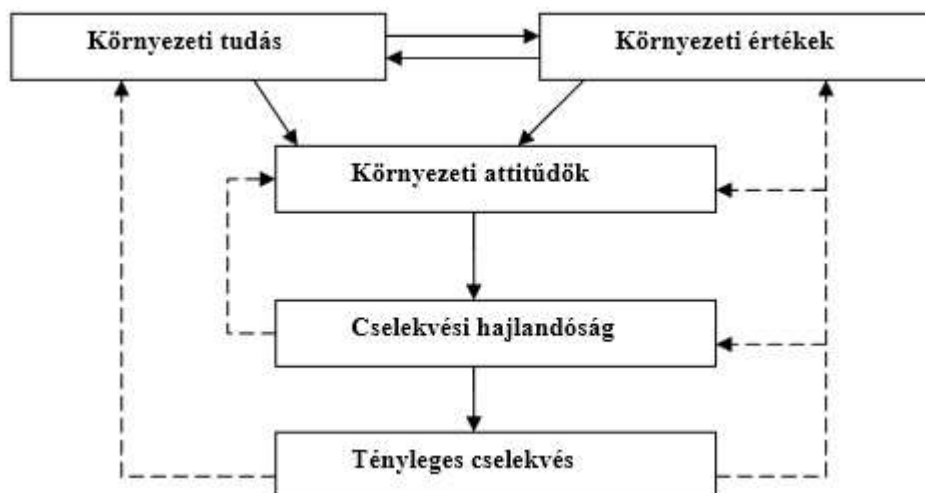 Környezeti tudás
Környezeti értékek
Környezeti attitűdök
Cselekvési hajlandóság
Tényleges cselekvés